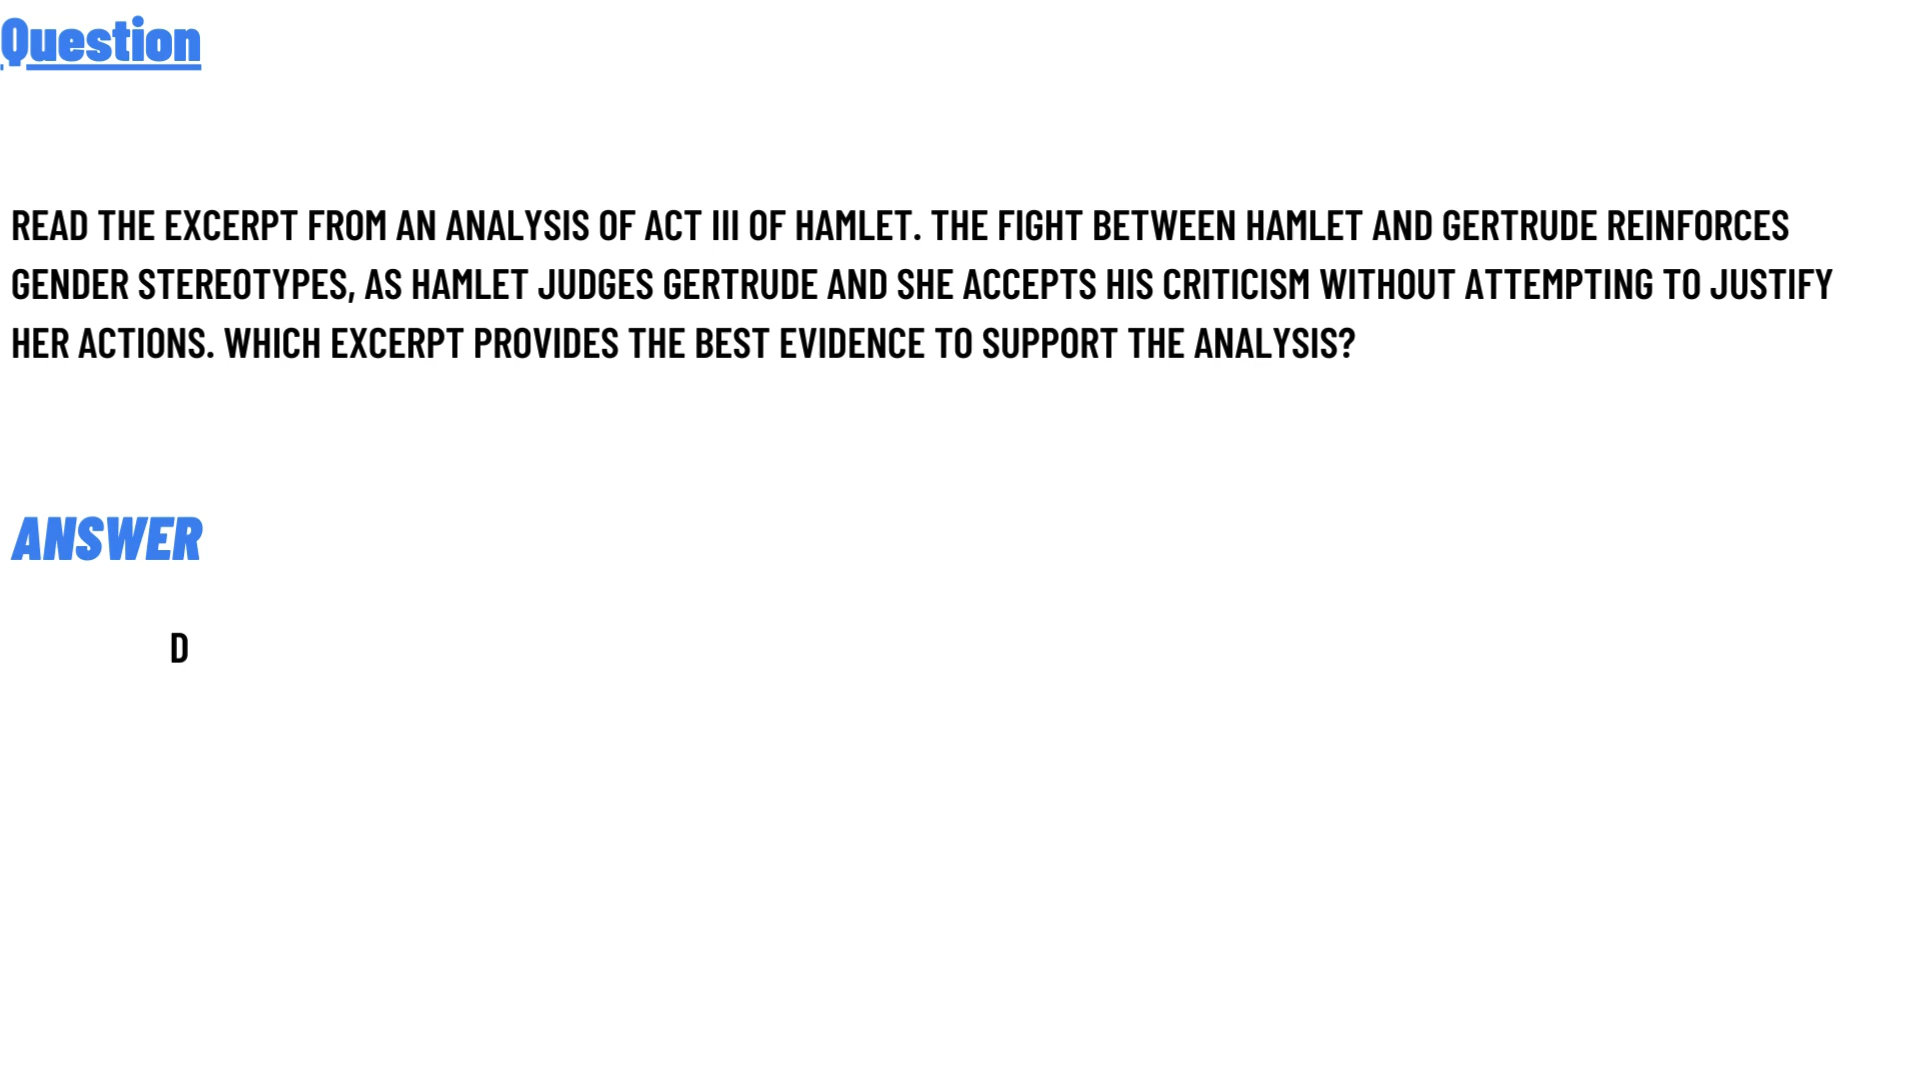 Question
READ THE EXCERPT FROM AN ANALYSIS OF ACT III OF HAMLET. THE FIGHT BETWEEN HAMLET AND GERTRUDE REINFORCES
GENDER STEREOTYPES, AS HAMLET JUDGES GERTRUDE AND SHE ACCEPTS HIS CRITICISM WITHOUT ATTEMPTING TO JUSTIFY
HER ACTIONS. WHICH EXCERPT PROVIDES THE BEST EVIDENCE TO SUPPORT THE ANALYSIS?
ANSWER
D